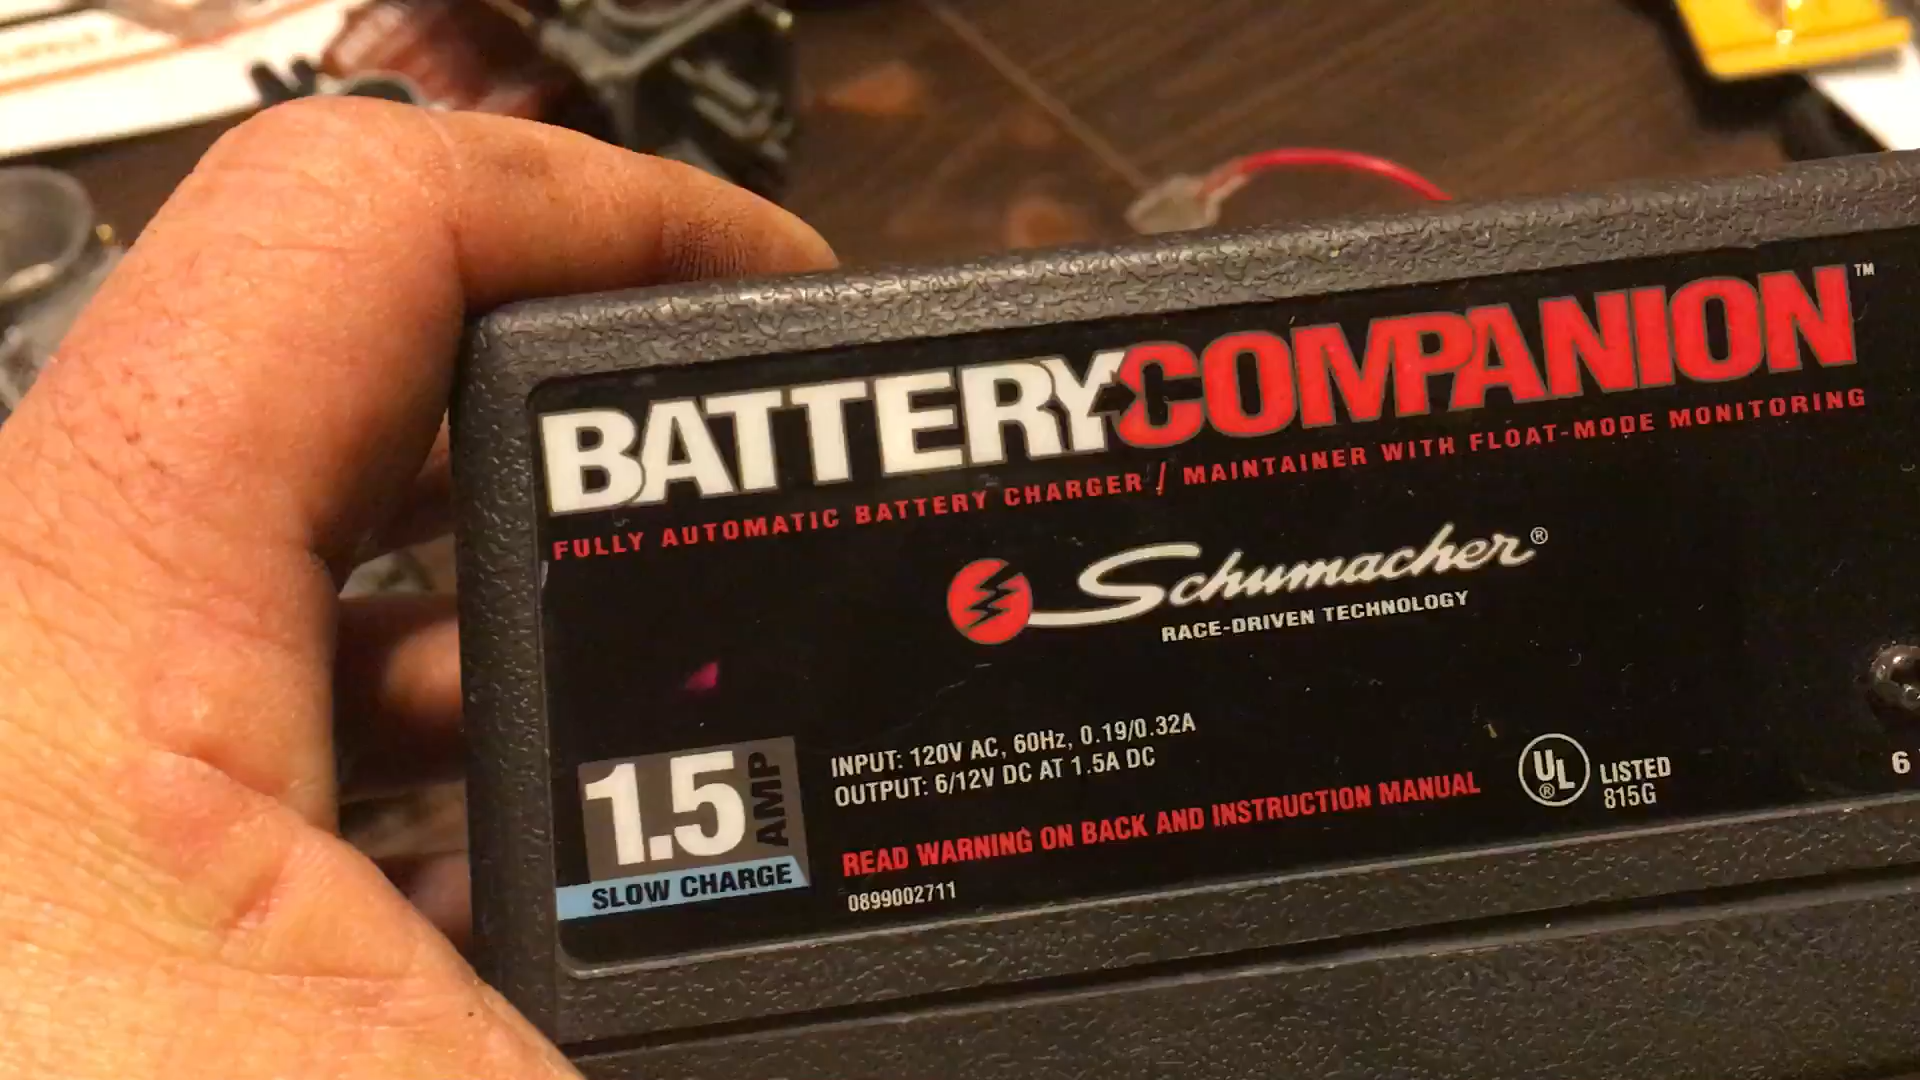 BATTERYCOMPANION™
FULLY AUTOMATIC BATTERY CHARGER / MAINTAINER WITH FLOAT-MODE MONITORING
Schumacher®
RACE-DRIVEN TECHNOLOGY
1.5 AMP
SLOW CHARGE
INPUT: 120V AC, 60Hz, 0.19/0.32A
OUTPUT: 6/12V DC AT 1.5A DC
READ WARNING ON BACK AND INSTRUCTION MANUAL
0899002711
UL® LISTED
815G
6